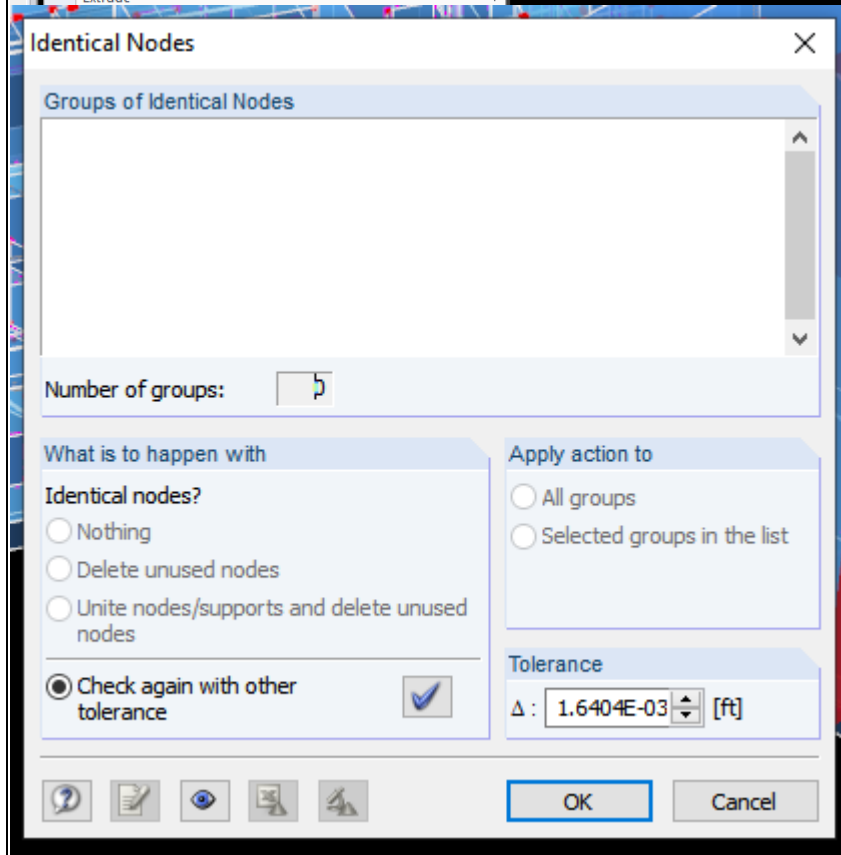 Extrude
Identical Nodes
Groups of Identical Nodes
Number of groups:
What is to happen with
Identical nodes?
Nothing
Delete unused nodes
Unite nodes/supports and delete unused
nodes
Check again with other
tolerance
Apply action to
All groups
Selected groups in the list
Tolerance
Δ : 1.6404E-03 [ft]
OK Cancel